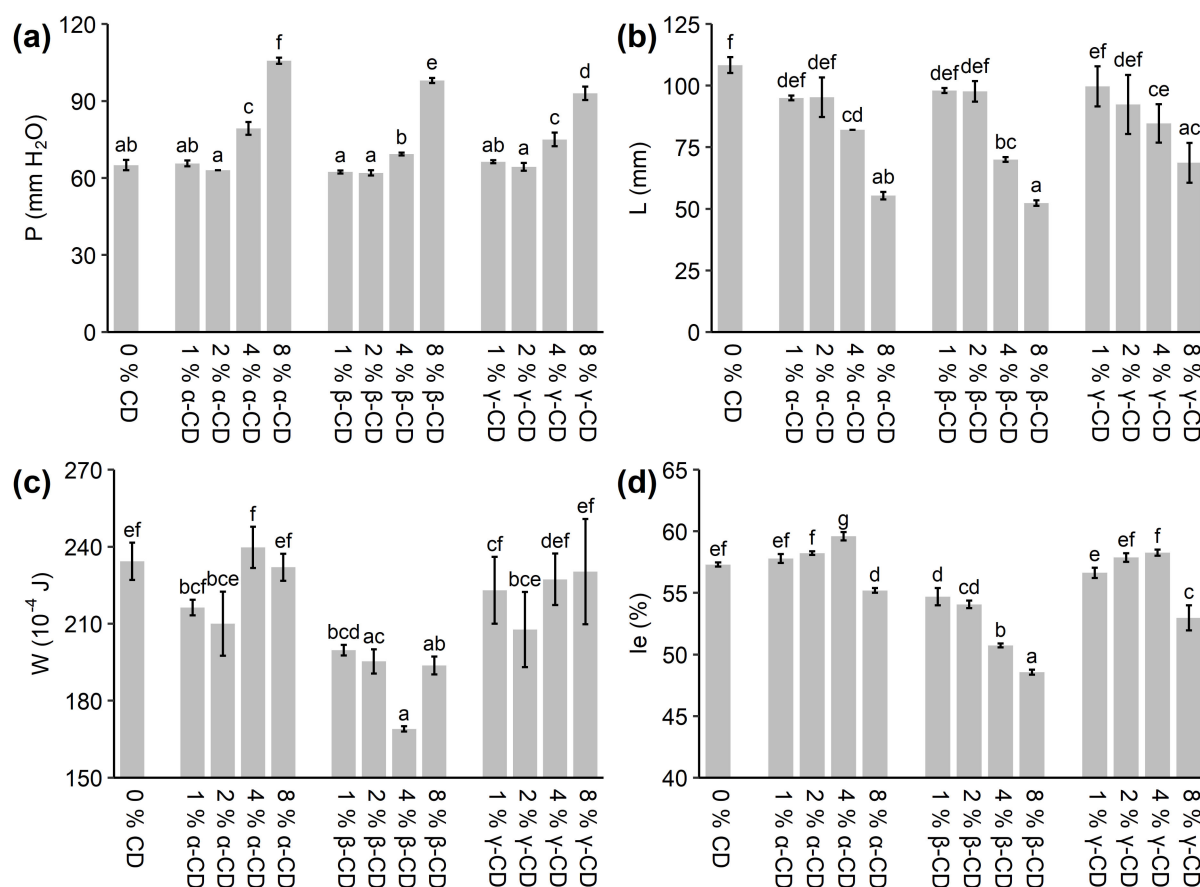 (a)
P (mm H₂O)
120
90
60
30
0
ab
ab
a
c
f
a
a
b
e
ab
a
c
d
0 % CD
1 % α-CD
2 % α-CD
4 % α-CD
8 % α-CD
1 % β-CD
2 % β-CD
4 % β-CD
8 % β-CD
1 % γ-CD
2 % γ-CD
4 % γ-CD
8 % γ-CD
(b)
L (mm)
125
100
75
50
25
0
f
def
def
cd
ab
def
def
bc
a
ef
def
ce
ac
0 % CD
1 % α-CD
2 % α-CD
4 % α-CD
8 % α-CD
1 % β-CD
2 % β-CD
4 % β-CD
8 % β-CD
1 % γ-CD
2 % γ-CD
4 % γ-CD
8 % γ-CD
(c)
W (10⁻⁴ J)
270
240
210
180
150
ef
bcf
bce
f
ef
bcd
ac
a
ab
cf
bce
def
ef
0 % CD
1 % α-CD
2 % α-CD
4 % α-CD
8 % α-CD
1 % β-CD
2 % β-CD
4 % β-CD
8 % β-CD
1 % γ-CD
2 % γ-CD
4 % γ-CD
8 % γ-CD
(d)
Ie (%)
65
60
55
50
45
40
ef
ef
f
g
d
d
cd
b
a
e
ef
f
c
0 % CD
1 % α-CD
2 % α-CD
4 % α-CD
8 % α-CD
1 % β-CD
2 % β-CD
4 % β-CD
8 % β-CD
1 % γ-CD
2 % γ-CD
4 % γ-CD
8 % γ-CD